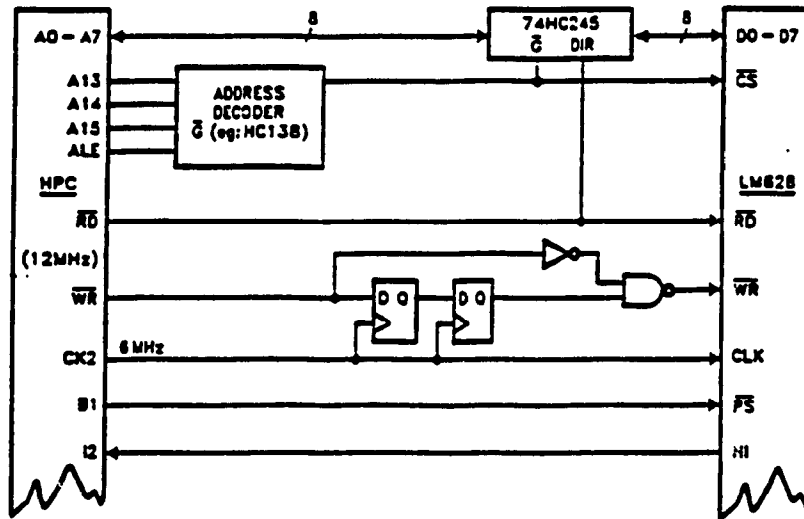 8 74HC245 8
A0-A7 G̅ DIR D0-D7
A13 ADDRESS C̅S̅
A14 DECODER
A15 G̅ (eg: HC138)
ALE
HPC LM628
R̅D̅ R̅D̅
(12MHz)
W̅R̅ D Q D Q W̅R̅
CK2 6 MHz CLK
B1 P̅S̅
I2 HI